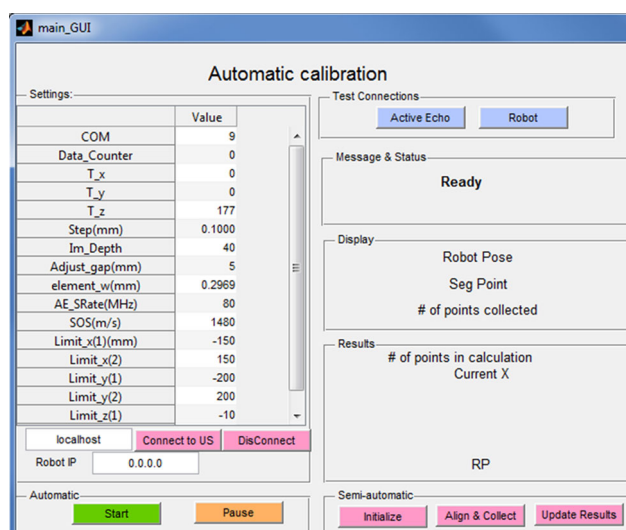 main_GUI
Automatic calibration
Settings:
Value
COM 9
Data_Counter 0
T_x 0
T_y 0
T_z 177
Step(mm) 0.1000
Im_Depth 40
Adjust_gap(mm) 5
element_w(mm) 0.2969
AE_SRate(MHz) 80
SOS(m/s) 1480
Limit_x(1)(mm) -150
Limit_x(2) 150
Limit_y(1) -200
Limit_y(2) 200
Limit_z(1) -10
localhost Connect to US DisConnect
Robot IP 0.0.0.0
Automatic
Start Pause
Test Connections
Active Echo Robot
Message & Status
Ready
Display
Robot Pose
Seg Point
# of points collected
Results
# of points in calculation
Current X
RP
Semi-automatic
Initialize Align & Collect Update Results